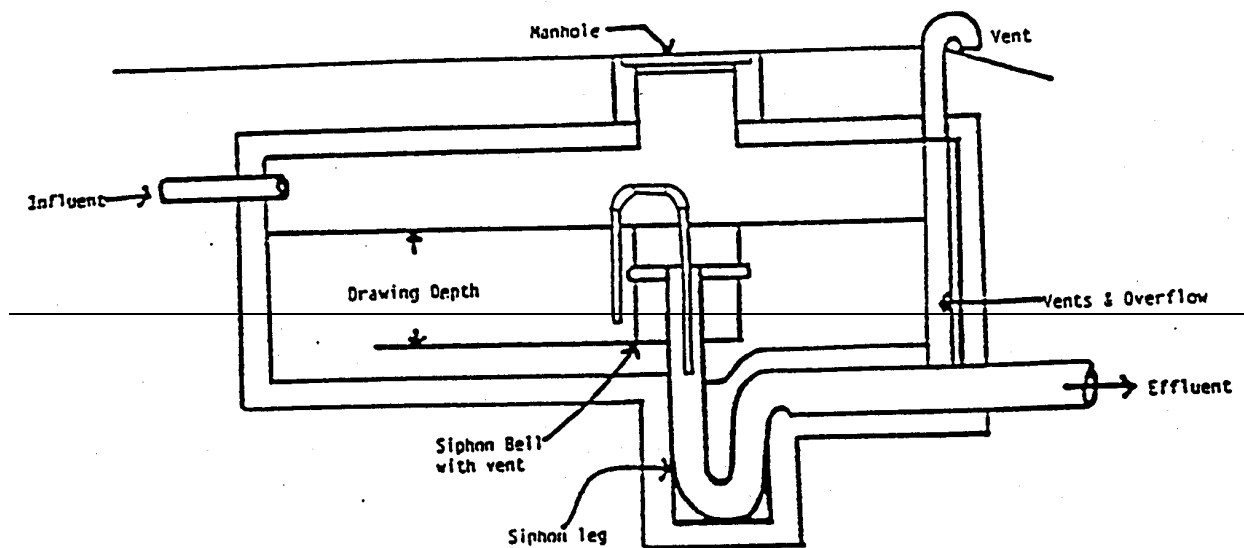 Manhole
Vent
Influent
Drawing Depth
Vents & Overflow
Effluent
Siphon Bell
with vent
Siphon leg